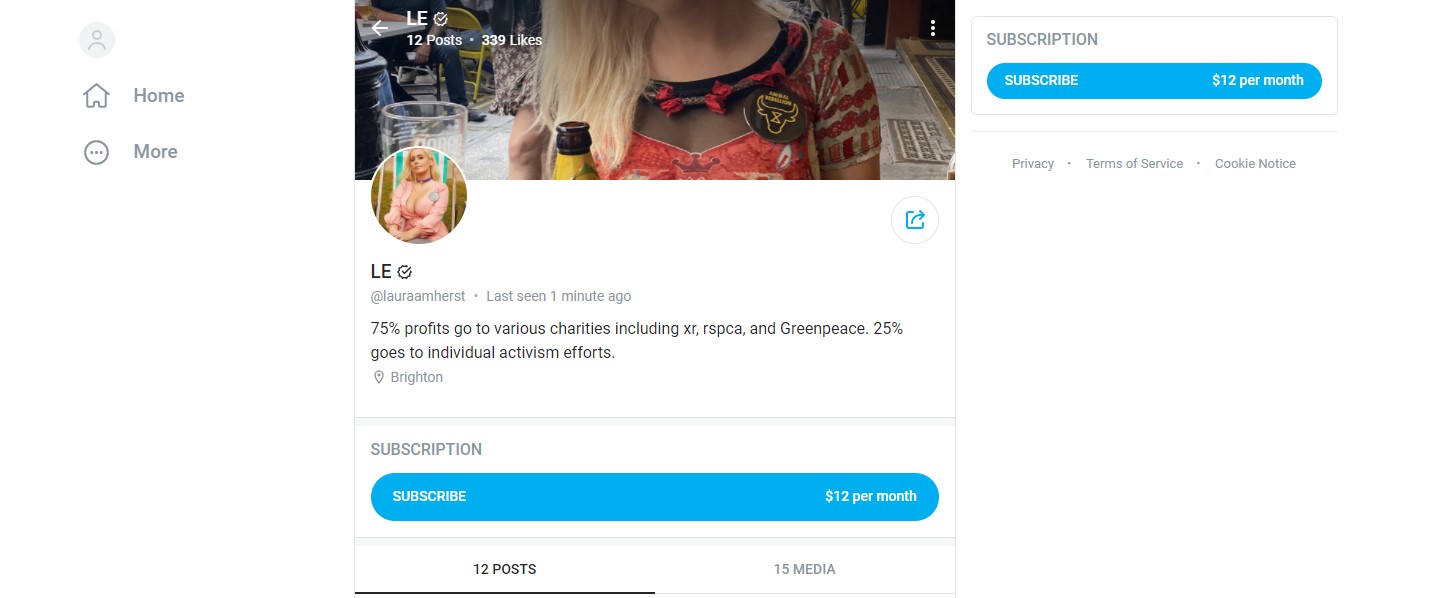 LE
12 Posts • 339 Likes
Home
More
ANIMAL
REBELLION
LE
@lauraamherst • Last seen 1 minute ago
75% profits go to various charities including xr, rspca, and Greenpeace. 25%
goes to individual activism efforts.
Brighton
SUBSCRIPTION
SUBSCRIBE $12 per month
12 POSTS 15 MEDIA
SUBSCRIPTION
SUBSCRIBE $12 per month
Privacy • Terms of Service • Cookie Notice